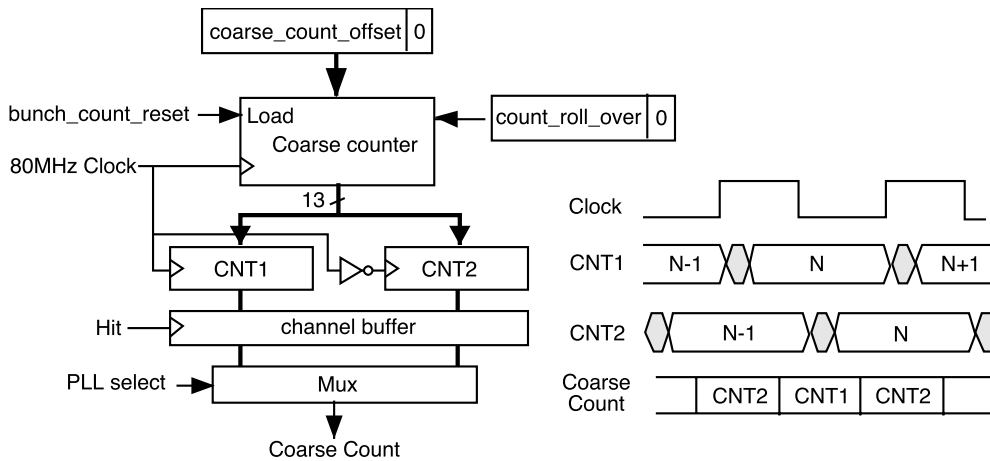 coarse_count_offset 0
bunch_count_reset
Load
Coarse counter
count_roll_over 0
80MHz Clock
13
CNT1
CNT2
Hit
channel buffer
PLL select
Mux
Coarse Count
Clock
CNT1 N-1 N N+1
CNT2 N-1 N
Coarse
Count
CNT2 CNT1 CNT2